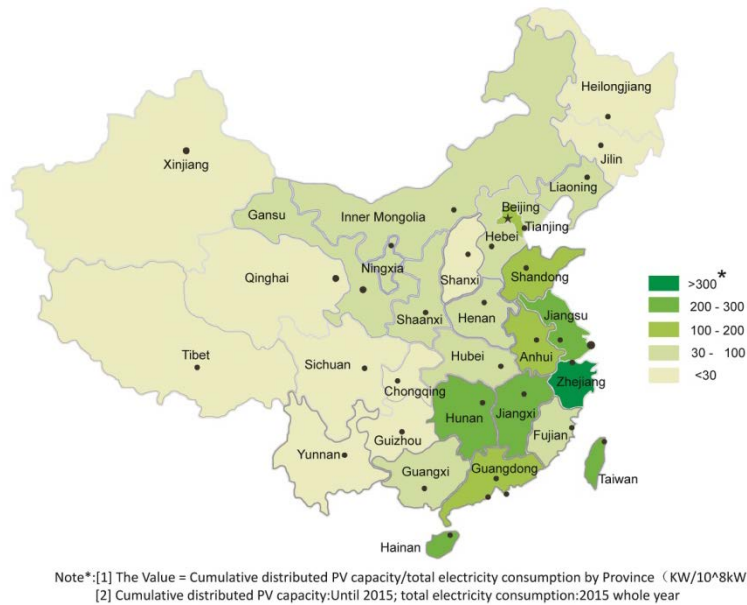 Heilongjiang
Jilin
Xinjiang
Liaoning
Beijing
Gansu
Inner Mongolia
Tianjing
Hebei
Ningxia
Qinghai
Shanxi
Shandong
>300*
200 - 300
100 - 200
30 - 100
<30
Jiangsu
Shaanxi
Henan
Tibet
Sichuan
Hubei
Anhui
Chongqing
Zhejiang
Hunan
Jiangxi
Guizhou
Fujian
Yunnan
Guangxi
Guangdong
Taiwan
Hainan
Note*:[1] The Value = Cumulative distributed PV capacity/total electricity consumption by Province（KW/10^8kW
[2] Cumulative distributed PV capacity:Until 2015; total electricity consumption:2015 whole year